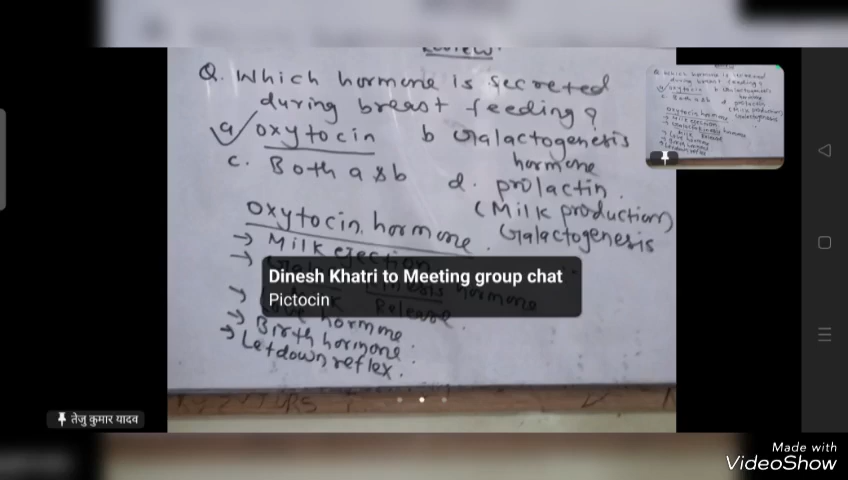 Review.
Q. Which hormone is secreted
during breast feeding?
a) oxytocin b Galactogenesis
hormone
c. Both a & b d. prolactin.
(Milk production)
Galactogenesis
oxytocin hormone.
→ Milk ejection
hormone
Release.
→ Love hormone
→ Birth hormone.
→ Letdown reflex.
Dinesh Khatri to Meeting group chat
Pictocin
तेजु कुमार यादव
Made with
VideoShow